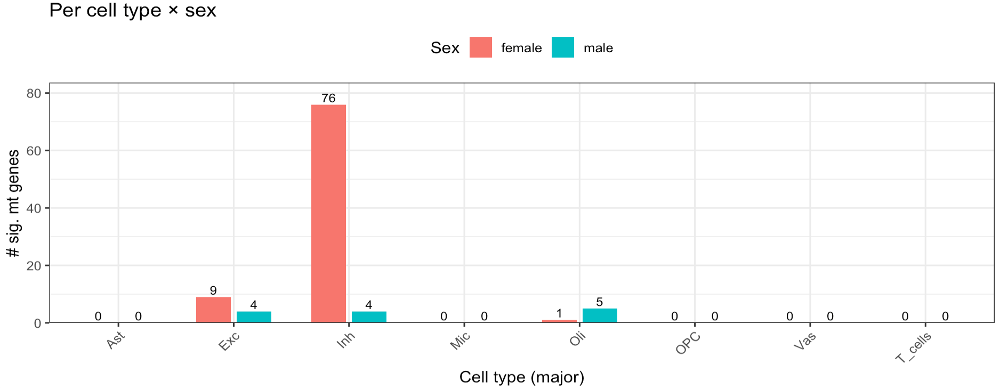 Per cell type × sex
Sex female male
# sig. mt genes
80
60
40
20
0
0 0 9 4 76 4 0 0 1 5 0 0 0 0 0 0
Ast Exc Inh Mic Oli OPC Vas T_cells
Cell type (major)